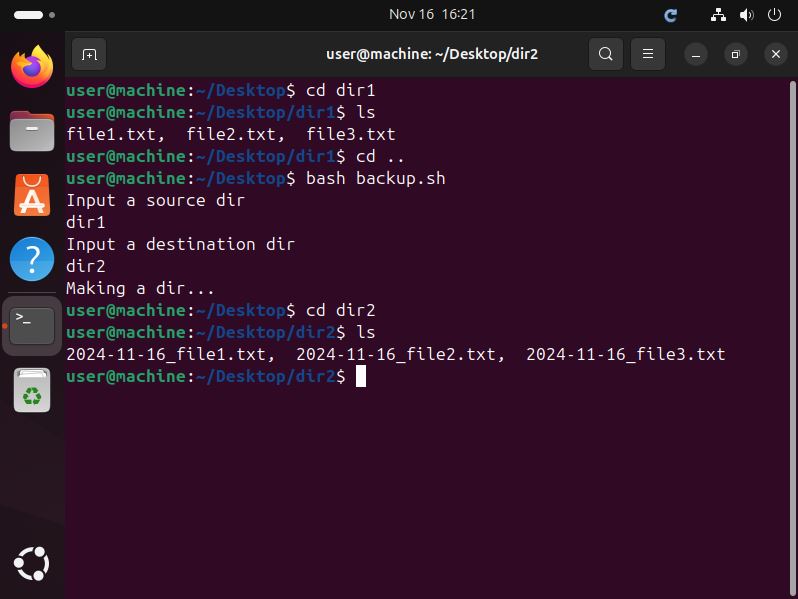 Nov 16 16:21
user@machine: ~/Desktop/dir2
user@machine:~/Desktop$ cd dir1
user@machine:~/Desktop/dir1$ ls
file1.txt,  file2.txt,  file3.txt
user@machine:~/Desktop/dir1$ cd ..
user@machine:~/Desktop$ bash backup.sh
Input a source dir
dir1
Input a destination dir
dir2
Making a dir...
user@machine:~/Desktop$ cd dir2
user@machine:~/Desktop/dir2$ ls
2024-11-16_file1.txt,  2024-11-16_file2.txt,  2024-11-16_file3.txt
user@machine:~/Desktop/dir2$